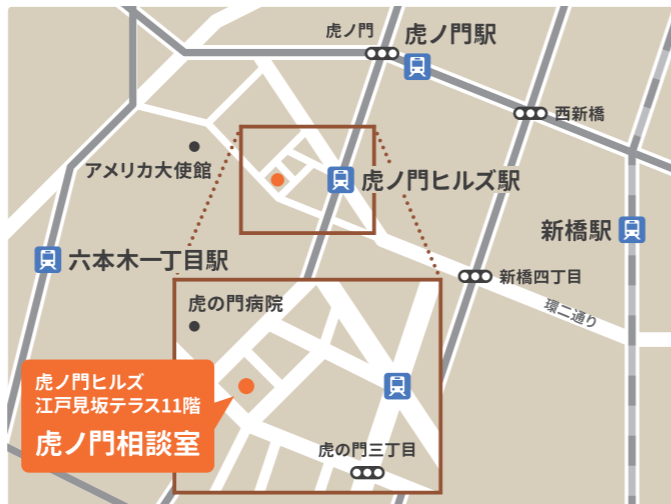 虎ノ門
虎ノ門駅
西新橋
アメリカ大使館
虎ノ門ヒルズ駅
新橋駅
六本木一丁目駅
新橋四丁目
環二通り
虎の門病院
虎ノ門ヒルズ
江戸見坂テラス11階
虎ノ門相談室
虎の門三丁目